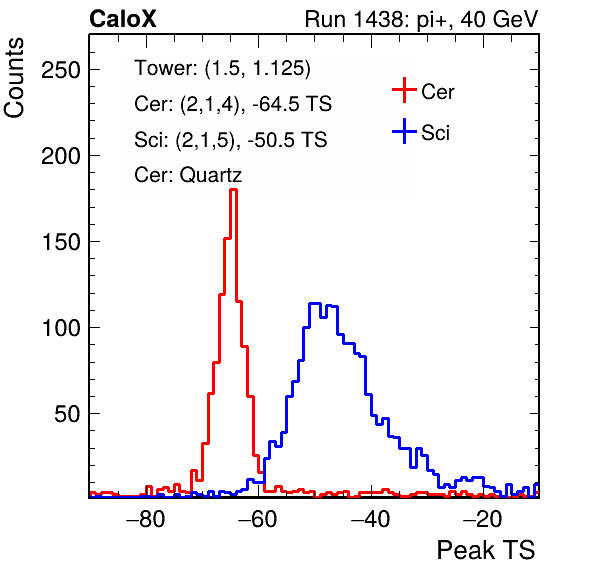 CaloX Run 1438: pi+, 40 GeV
Counts
Tower: (1.5, 1.125)
Cer: (2,1,4), -64.5 TS
Sci: (2,1,5), -50.5 TS
Cer: Quartz
Cer
Sci
250
200
150
100
50
−80 −60 −40 −20
Peak TS